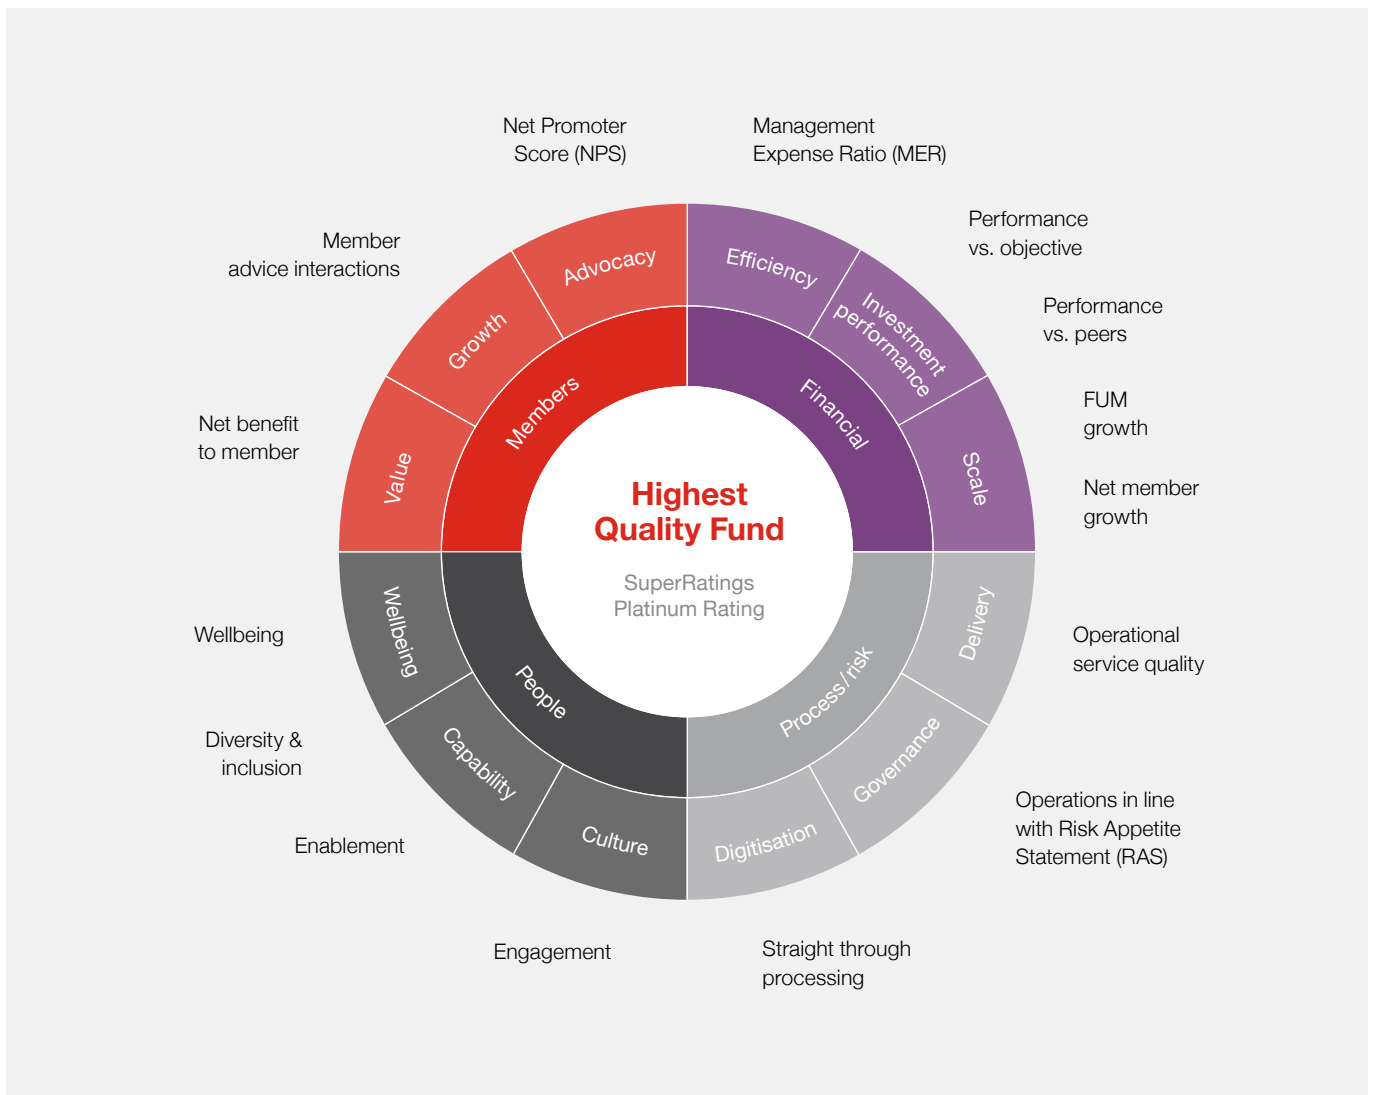 Net Promoter
Score (NPS)
Management
Expense Ratio (MER)
Performance
vs. objective
Member
advice interactions
Performance
vs. peers
FUM
growth
Net benefit
to member
Net member
growth
Advocacy
Efficiency
Growth
Investment
performance
Value
Scale
Members
Financial
Highest
Quality Fund
SuperRatings
Platinum Rating
People
Process/risk
Wellbeing
Delivery
Capability
Governance
Culture
Digitisation
Wellbeing
Operational
service quality
Diversity &
inclusion
Operations in line
with Risk Appetite
Statement (RAS)
Enablement
Engagement
Straight through
processing